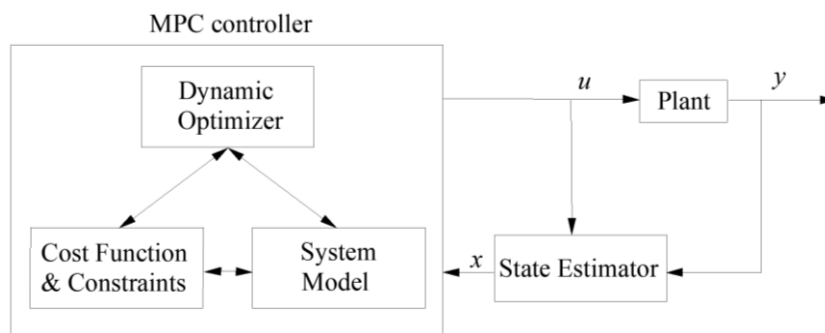 MPC controller
Dynamic
Optimizer
Cost Function
& Constraints
System
Model
u
Plant
y
x
State Estimator